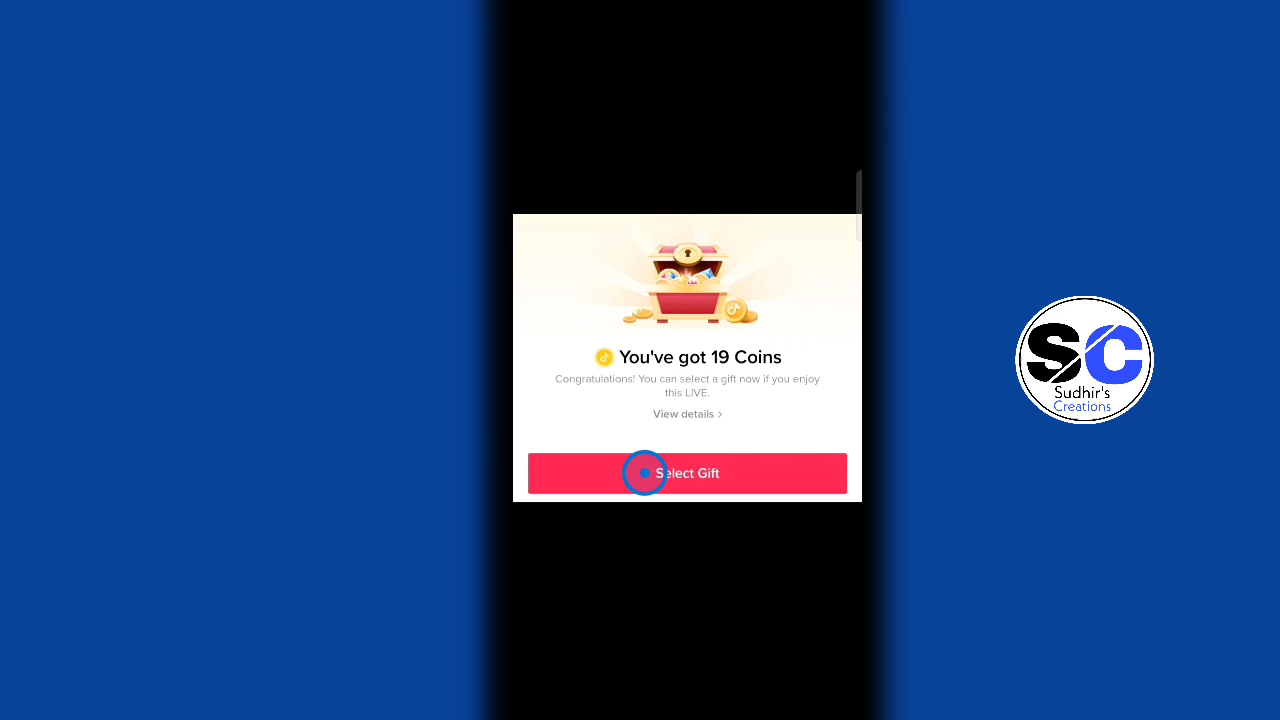 You've got 19 Coins
Congratulations! You can select a gift now if you enjoy
this LIVE.
View details >
Select Gift
SC
Sudhir's
Creations